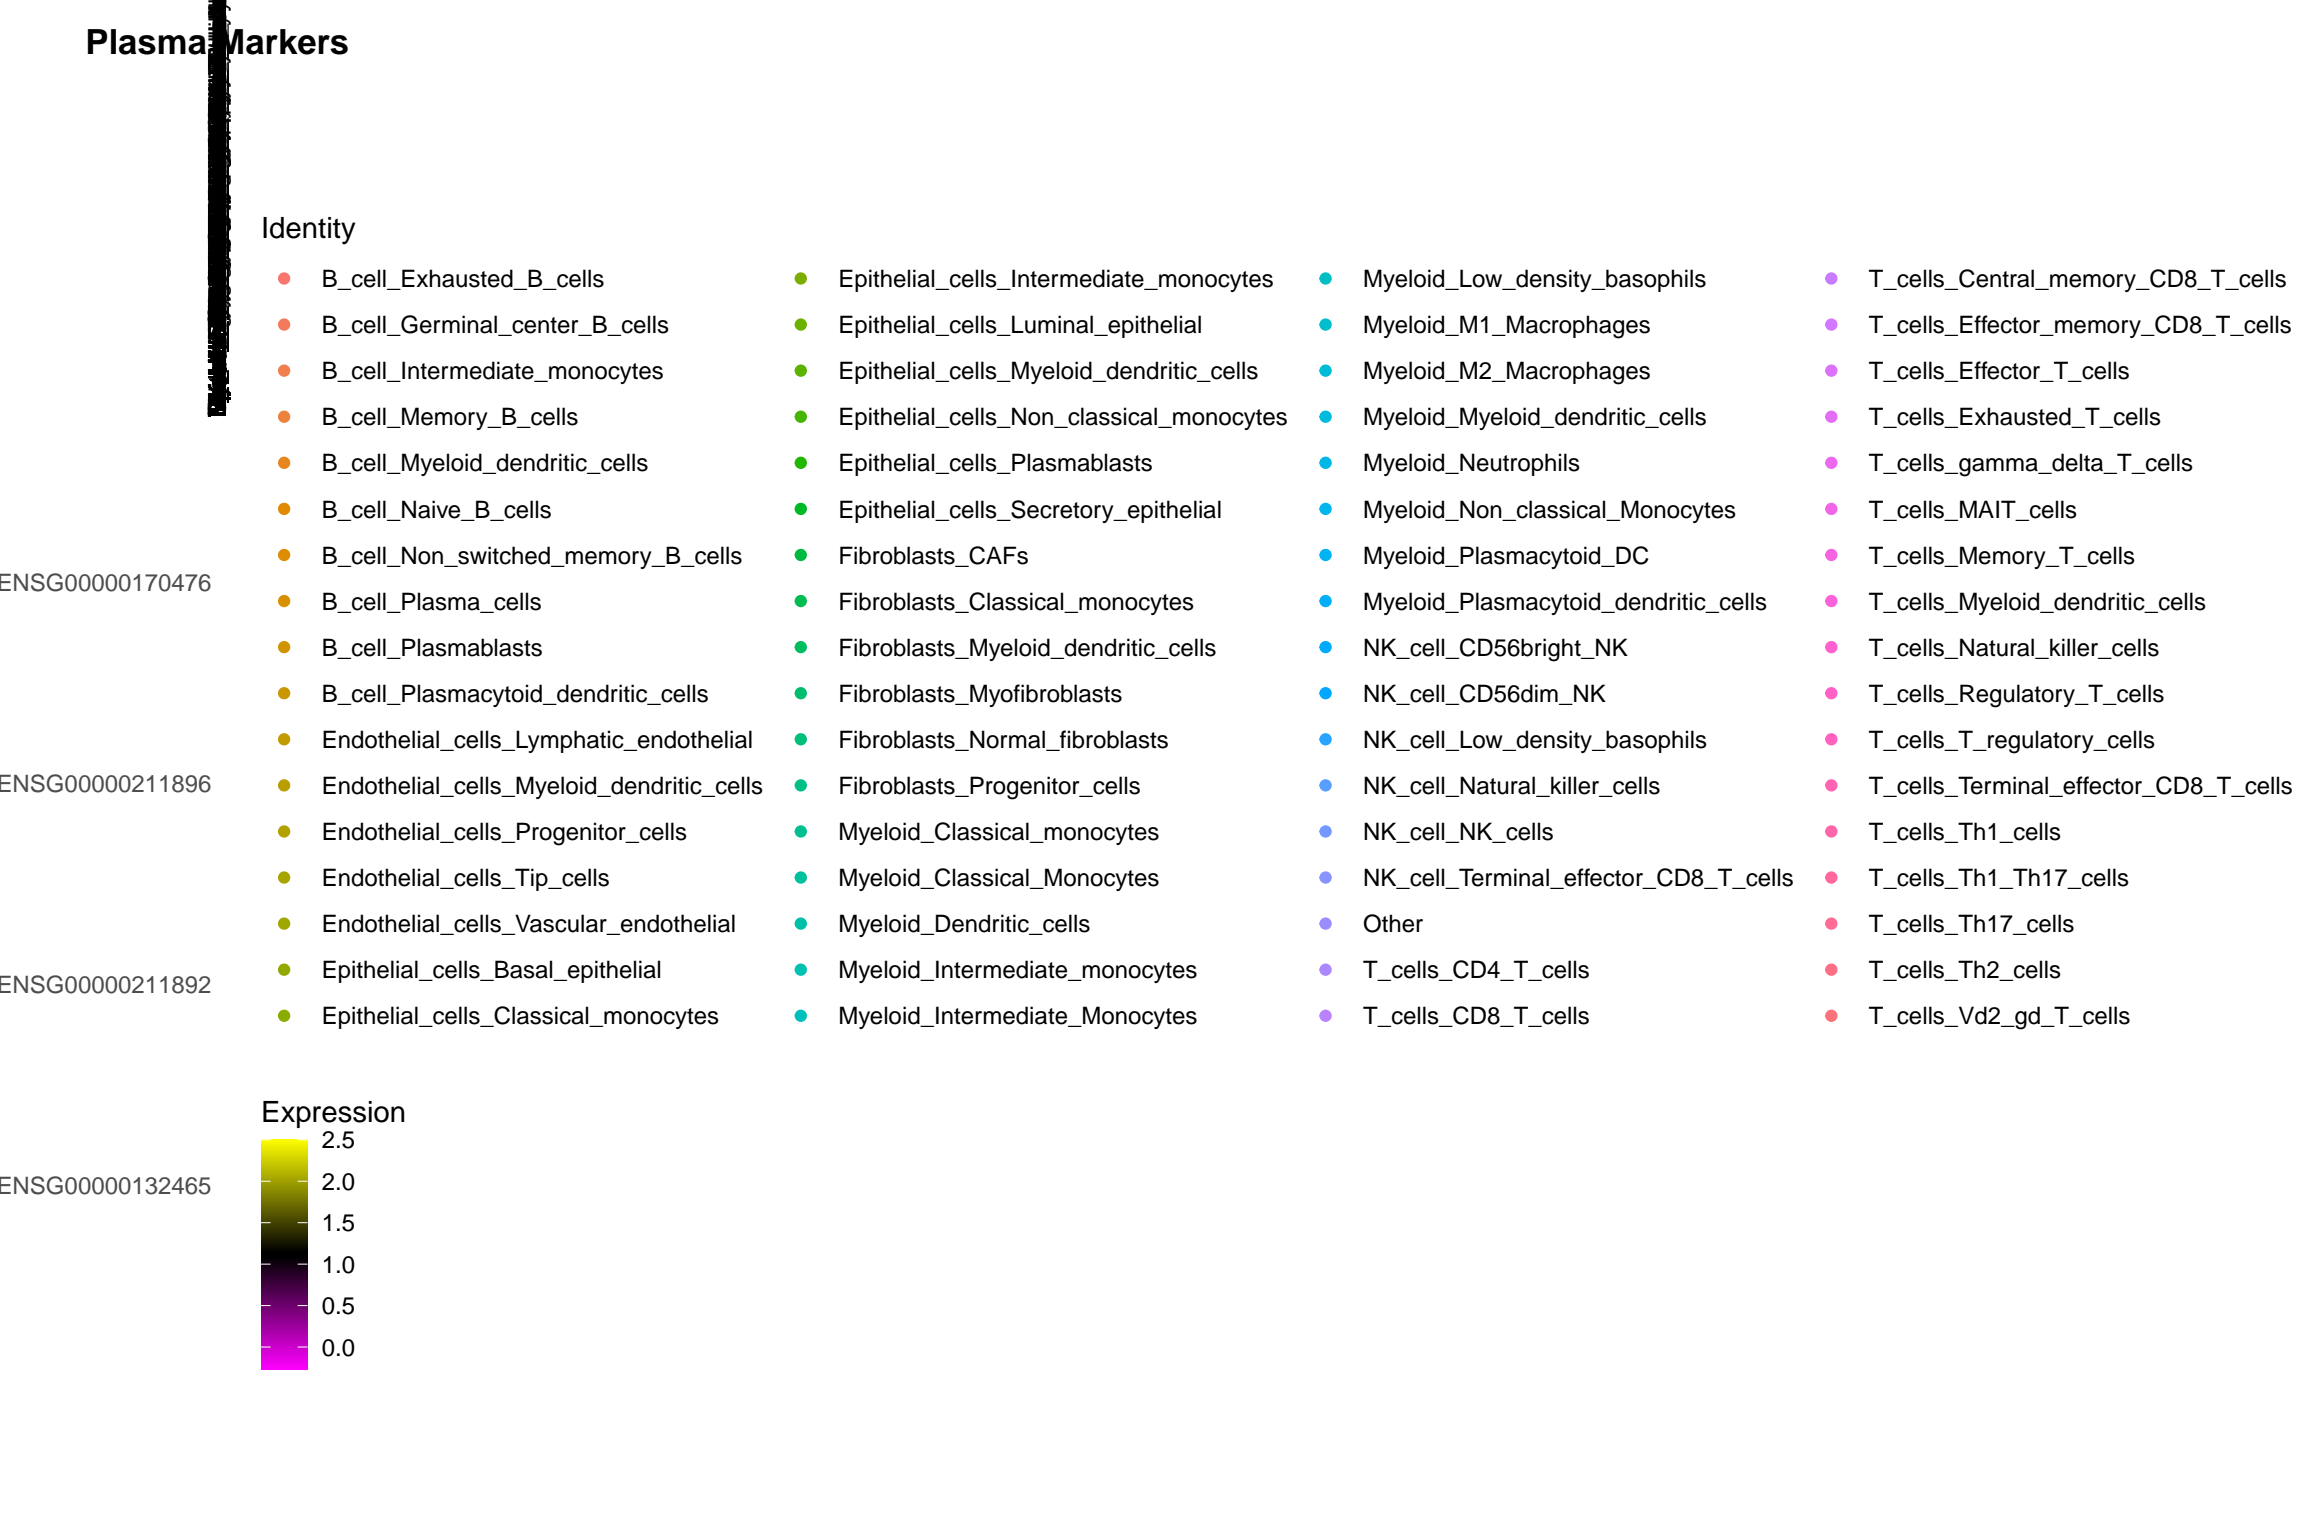 Plasma Markers
Identity
B_cell_Exhausted_B_cells
B_cell_Germinal_center_B_cells
B_cell_Intermediate_monocytes
B_cell_Memory_B_cells
B_cell_Myeloid_dendritic_cells
B_cell_Naive_B_cells
B_cell_Non_switched_memory_B_cells
B_cell_Plasma_cells
B_cell_Plasmablasts
B_cell_Plasmacytoid_dendritic_cells
Endothelial_cells_Lymphatic_endothelial
Endothelial_cells_Myeloid_dendritic_cells
Endothelial_cells_Progenitor_cells
Endothelial_cells_Tip_cells
Endothelial_cells_Vascular_endothelial
Epithelial_cells_Basal_epithelial
Epithelial_cells_Classical_monocytes
Epithelial_cells_Intermediate_monocytes
Epithelial_cells_Luminal_epithelial
Epithelial_cells_Myeloid_dendritic_cells
Epithelial_cells_Non_classical_monocytes
Epithelial_cells_Plasmablasts
Epithelial_cells_Secretory_epithelial
Fibroblasts_CAFs
Fibroblasts_Classical_monocytes
Fibroblasts_Myeloid_dendritic_cells
Fibroblasts_Myofibroblasts
Fibroblasts_Normal_fibroblasts
Fibroblasts_Progenitor_cells
Myeloid_Classical_monocytes
Myeloid_Classical_Monocytes
Myeloid_Dendritic_cells
Myeloid_Intermediate_monocytes
Myeloid_Intermediate_Monocytes
Myeloid_Low_density_basophils
Myeloid_M1_Macrophages
Myeloid_M2_Macrophages
Myeloid_Myeloid_dendritic_cells
Myeloid_Neutrophils
Myeloid_Non_classical_Monocytes
Myeloid_Plasmacytoid_DC
Myeloid_Plasmacytoid_dendritic_cells
NK_cell_CD56bright_NK
NK_cell_CD56dim_NK
NK_cell_Low_density_basophils
NK_cell_Natural_killer_cells
NK_cell_NK_cells
NK_cell_Terminal_effector_CD8_T_cells
Other
T_cells_CD4_T_cells
T_cells_CD8_T_cells
T_cells_Central_memory_CD8_T_cells
T_cells_Effector_memory_CD8_T_cells
T_cells_Effector_T_cells
T_cells_Exhausted_T_cells
T_cells_gamma_delta_T_cells
T_cells_MAIT_cells
T_cells_Memory_T_cells
T_cells_Myeloid_dendritic_cells
T_cells_Natural_killer_cells
T_cells_Regulatory_T_cells
T_cells_T_regulatory_cells
T_cells_Terminal_effector_CD8_T_cells
T_cells_Th1_cells
T_cells_Th1_Th17_cells
T_cells_Th17_cells
T_cells_Th2_cells
T_cells_Vd2_gd_T_cells
ENSG00000170476
ENSG00000211896
ENSG00000211892
ENSG00000132465
Expression
2.5
2.0
1.5
1.0
0.5
0.0